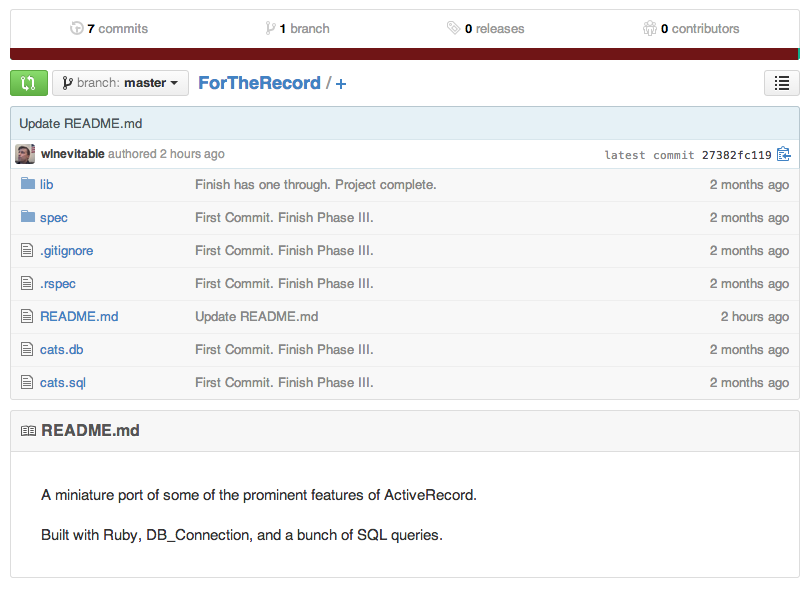 7 commits 1 branch 0 releases 0 contributors
branch: master ForTheRecord / +
Update README.md
wInevitable authored 2 hours ago latest commit 27382fc119
lib Finish has one through. Project complete. 2 months ago
spec First Commit. Finish Phase III. 2 months ago
.gitignore First Commit. Finish Phase III. 2 months ago
.rspec First Commit. Finish Phase III. 2 months ago
README.md Update README.md 2 hours ago
cats.db First Commit. Finish Phase III. 2 months ago
cats.sql First Commit. Finish Phase III. 2 months ago
README.md
A miniature port of some of the prominent features of ActiveRecord.
Built with Ruby, DB_Connection, and a bunch of SQL queries.